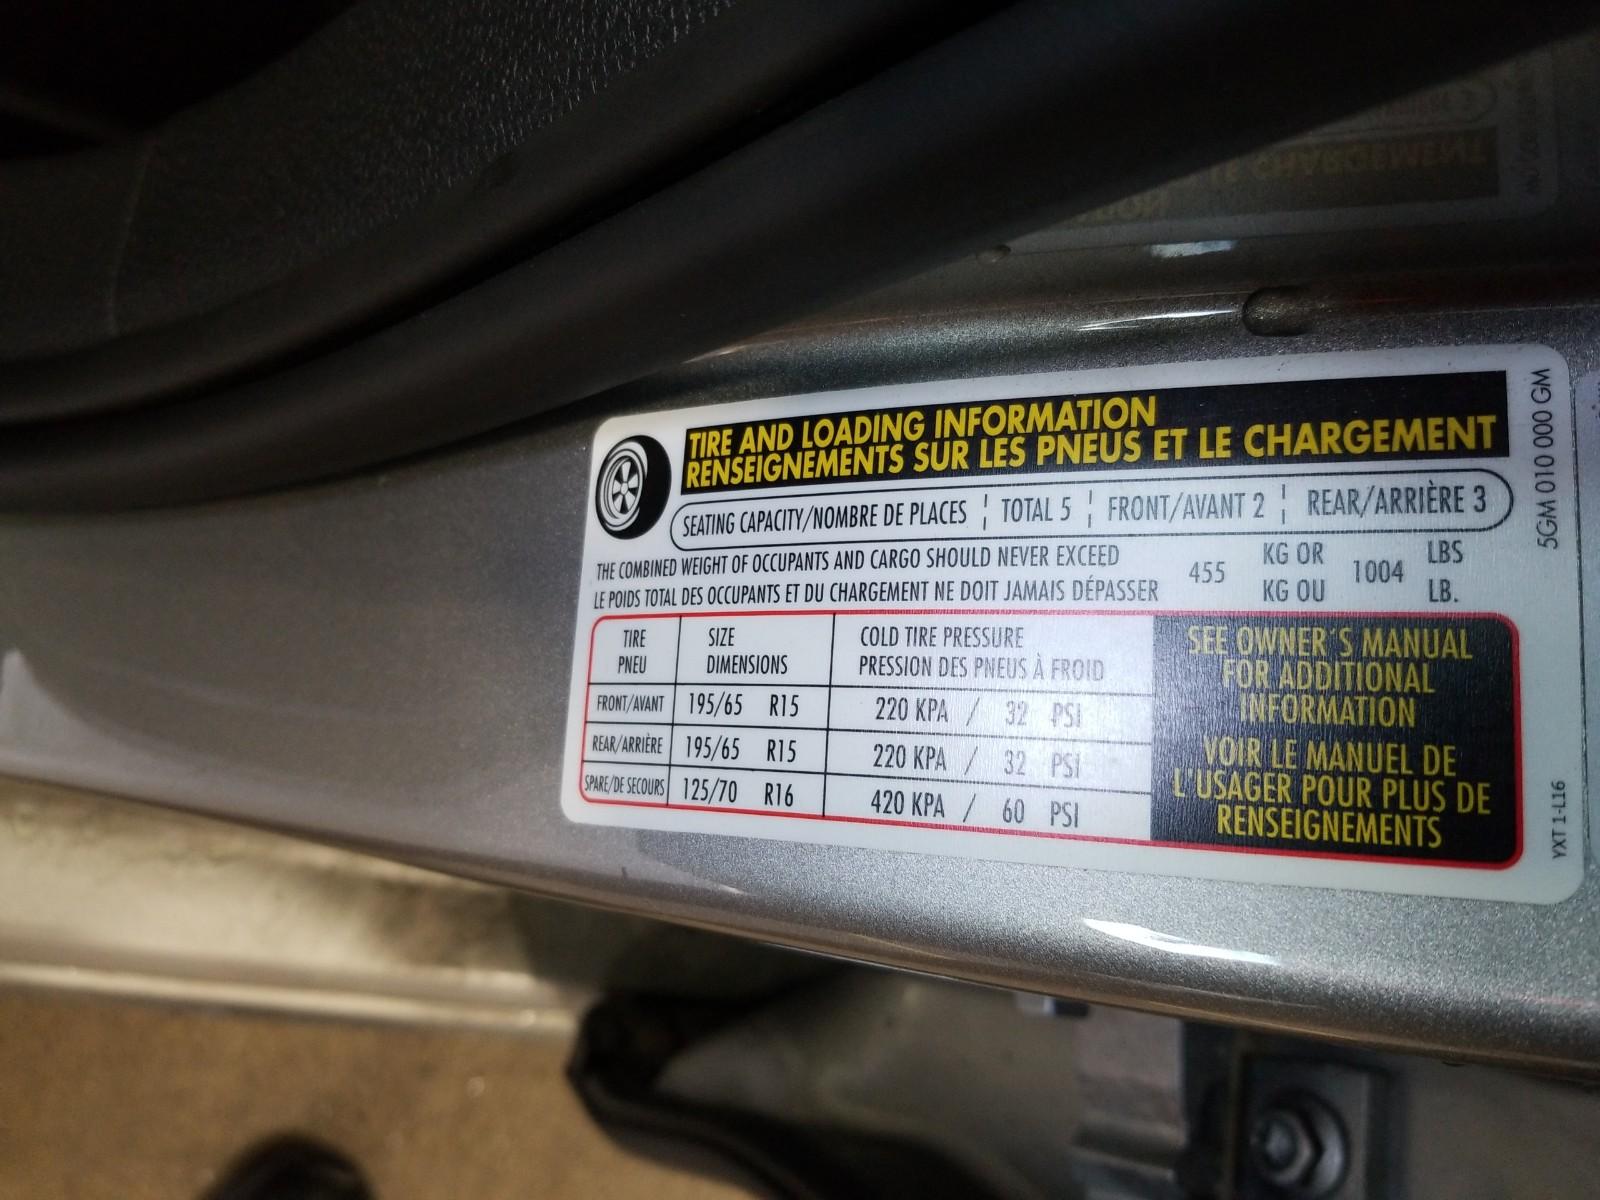 TIRE AND LOADING INFORMATION
RENSEIGNEMENTS SUR LES PNEUS ET LE CHARGEMENT
SEATING CAPACITY/NOMBRE DE PLACES ¦ TOTAL 5 ¦ FRONT/AVANT 2 ¦ REAR/ARRIÈRE 3
THE COMBINED WEIGHT OF OCCUPANTS AND CARGO SHOULD NEVER EXCEED 455 KG OR 1004 LBS
LE POIDS TOTAL DES OCCUPANTS ET DU CHARGEMENT NE DOIT JAMAIS DÉPASSER KG OU LB.
TIRE SIZE COLD TIRE PRESSURE
PNEU DIMENSIONS PRESSION DES PNEUS À FROID
FRONT/AVANT 195/65 R15 220 KPA / 32 PSI
REAR/ARRIÈRE 195/65 R15 220 KPA / 32 PSI
SPARE/DE SECOURS 125/70 R16 420 KPA / 60 PSI
SEE OWNER'S MANUAL
FOR ADDITIONAL
INFORMATION
VOIR LE MANUEL DE
L'USAGER POUR PLUS DE
RENSEIGNEMENTS
5GM 010 000 GM
YXT 1-L16
CHARGEMENT